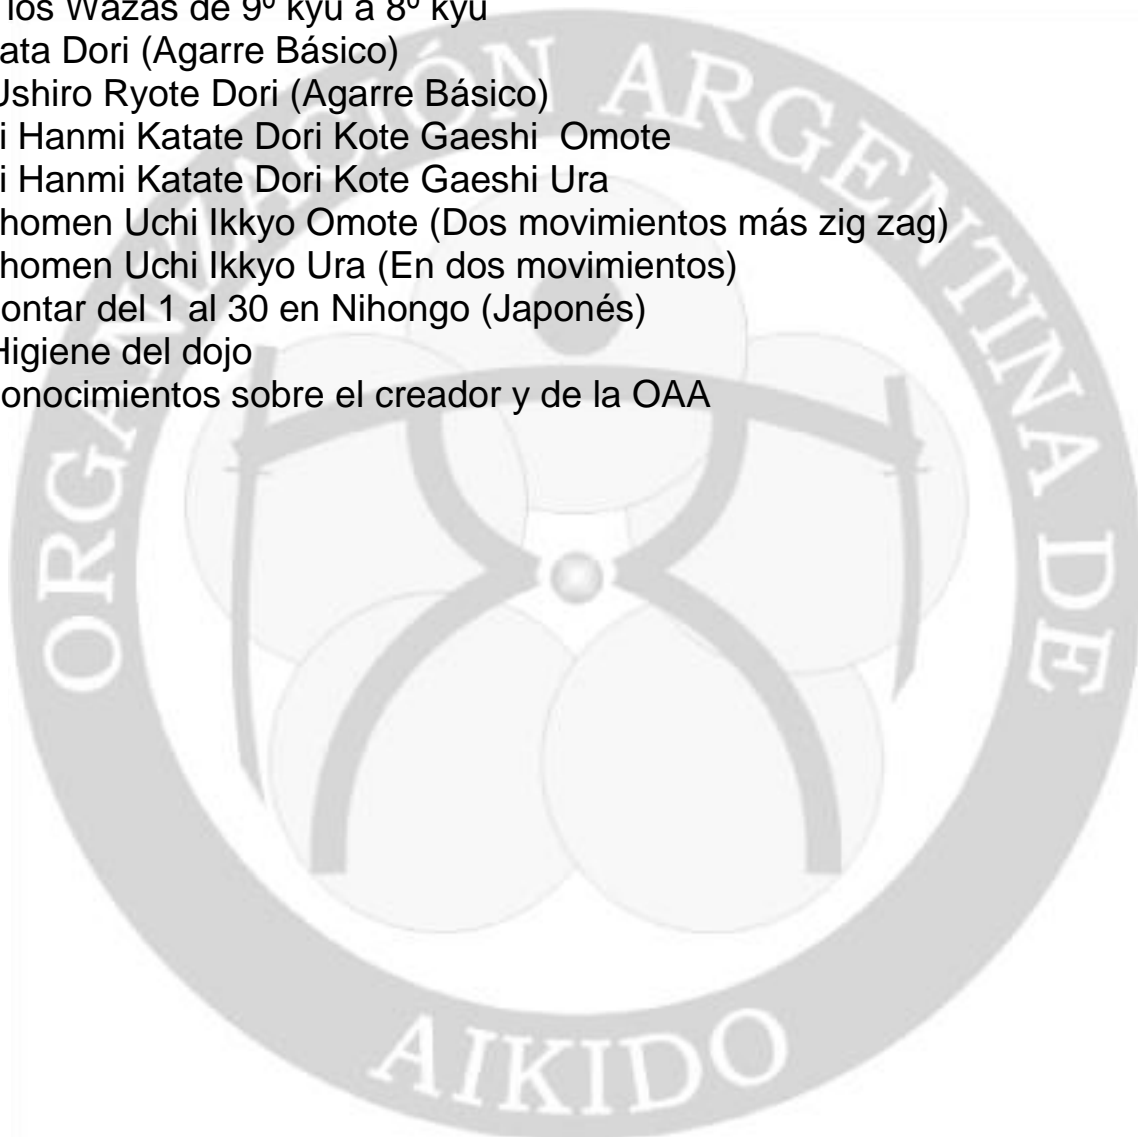 los Wazas de 9º kyu a 8º kyu
ata Dori (Agarre Básico)
Ushiro Ryote Dori (Agarre Básico)
i Hanmi Katate Dori Kote Gaeshi  Omote
i Hanmi Katate Dori Kote Gaeshi Ura
homen Uchi Ikkyo Omote (Dos movimientos más zig zag)
homen Uchi Ikkyo Ura (En dos movimientos)
ontar del 1 al 30 en Nihongo (Japonés)
Higiene del dojo
onocimientos sobre el creador y de la OAA
ORGANIZACIÓN ARGENTINA DE
AIKIDO